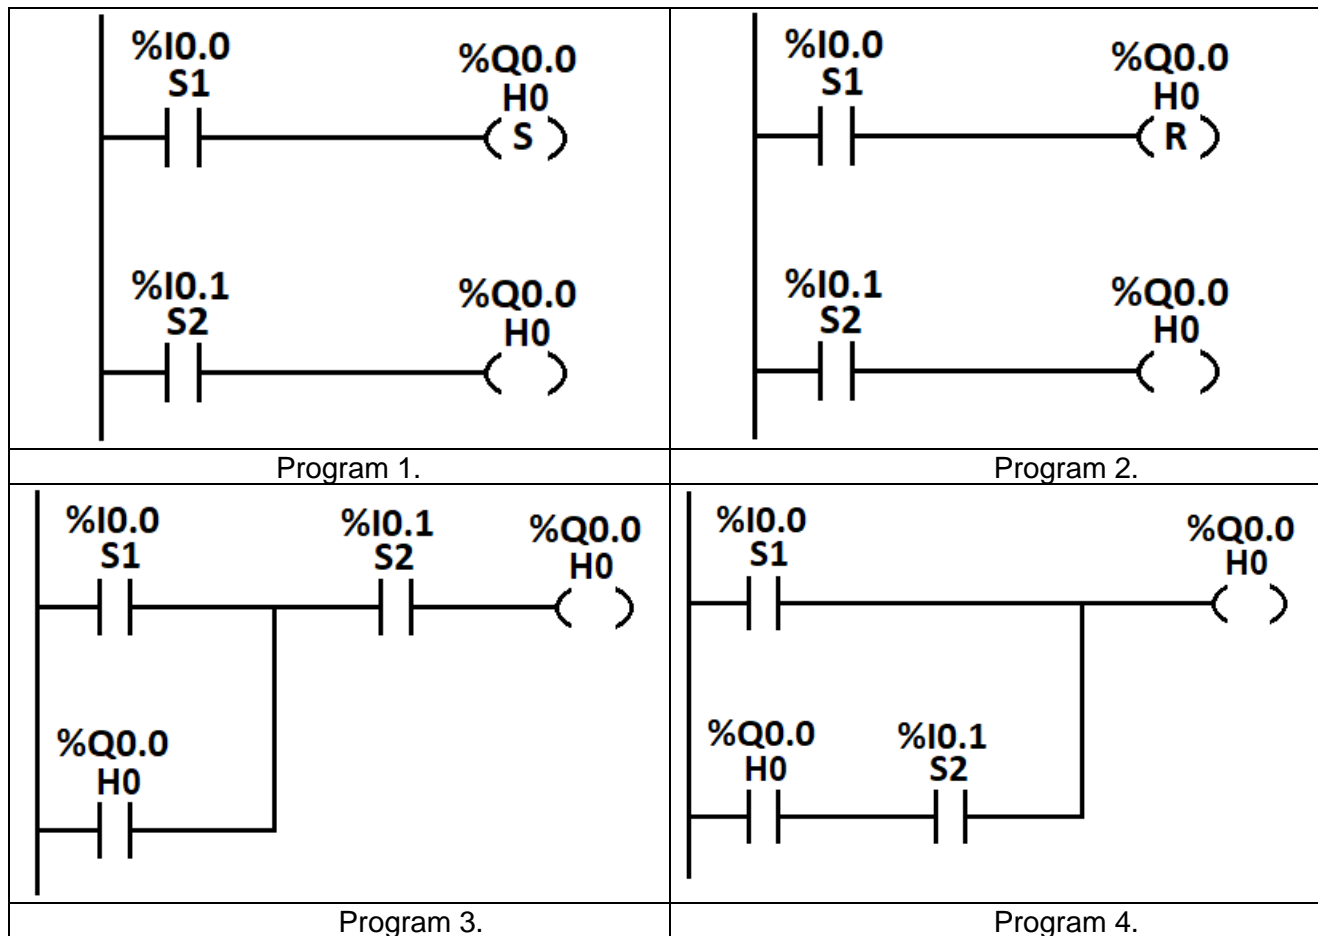 %I0.0
S1
%Q0.0
H0
S
%I0.1
S2
%Q0.0
H0
Program 1.
%I0.0
S1
%Q0.0
H0
R
%I0.1
S2
%Q0.0
H0
Program 2.
%I0.0
S1
%I0.1
S2
%Q0.0
H0
%Q0.0
H0
Program 3.
%I0.0
S1
%Q0.0
H0
%Q0.0
H0
%I0.1
S2
Program 4.